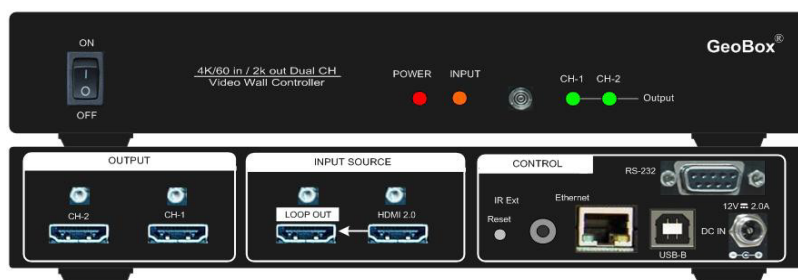 ON
OFF
4K/60 in / 2k out Dual CH
Video Wall Controller
POWER INPUT
GeoBox®
CH-1 CH-2
Output
OUTPUT
CH-2
CH-1
INPUT SOURCE
LOOP OUT
HDMI 2.0
CONTROL
IR Ext
Reset
Ethernet
RS-232
USB-B
12V⎓2.0A
DC IN